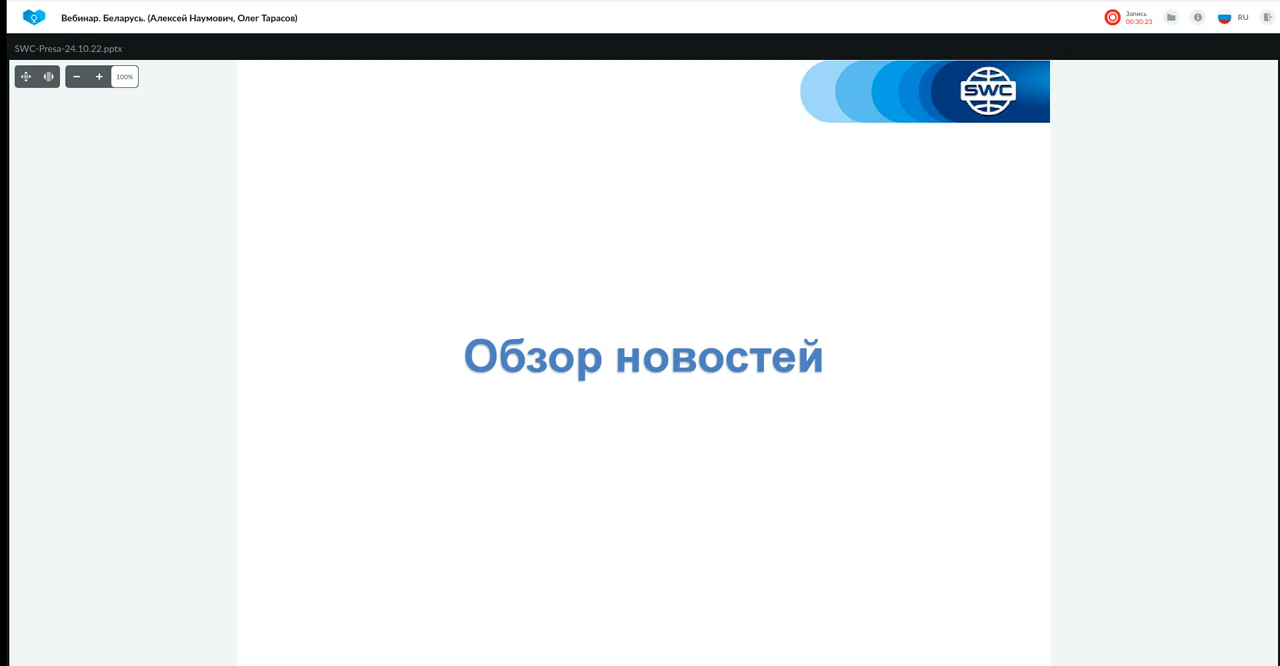 Вебинар. Беларусь. (Алексей Наумович, Олег Тарасов)
Запись
00:30:23
RU
SWC-Presa-24.10.22.pptx
100%
SWC
Обзор новостей